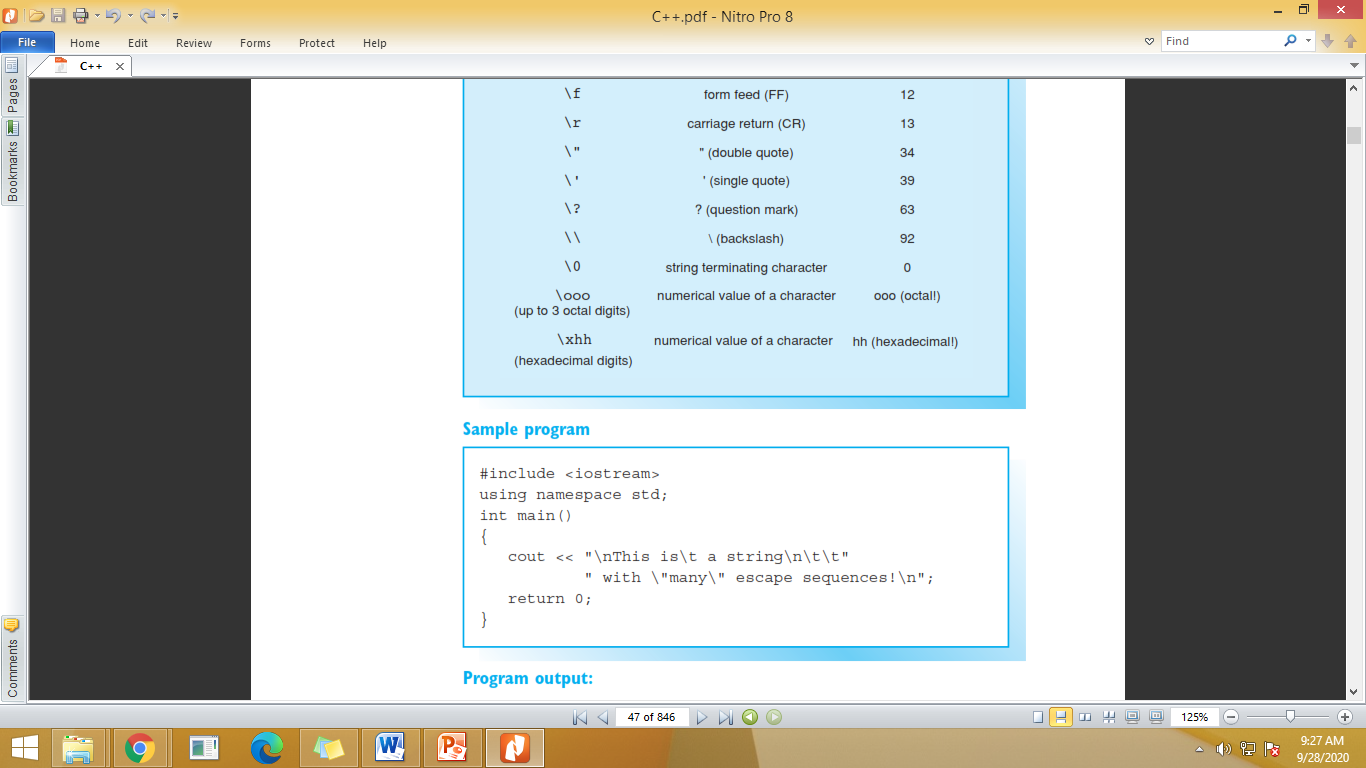 C++.pdf - Nitro Pro 8
File Home Edit Review Forms Protect Help
Find
C++
Pages
Bookmarks
Comments
\f form feed (FF) 12
\r carriage return (CR) 13
\" " (double quote) 34
\' ' (single quote) 39
\? ? (question mark) 63
\\ \ (backslash) 92
\0 string terminating character 0
\ooo numerical value of a character ooo (octal!)
(up to 3 octal digits)
\xhh numerical value of a character hh (hexadecimal!)
(hexadecimal digits)
Sample program
#include <iostream>
using namespace std;
int main()
{
cout << "\nThis is\t a string\n\t\t"
" with \"many\" escape sequences!\n";
return 0;
}
Program output:
47 of 846
125%
9:27 AM
9/28/2020